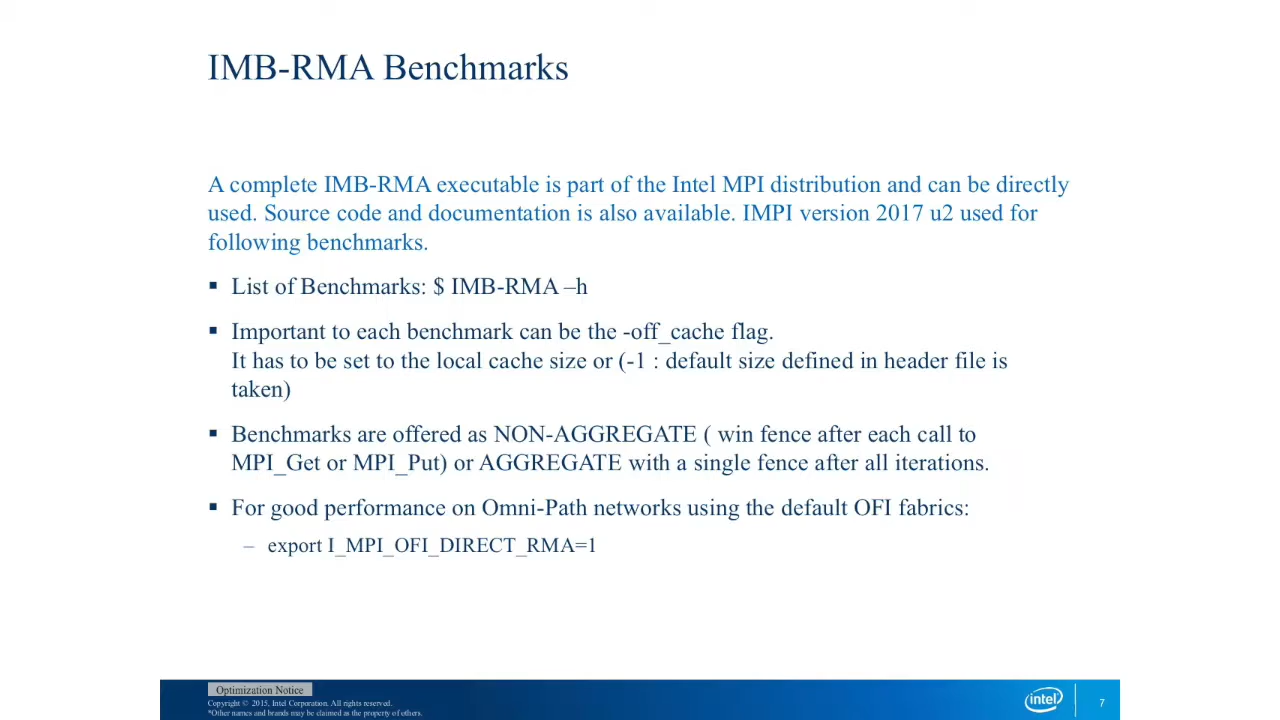 IMB-RMA Benchmarks
A complete IMB-RMA executable is part of the Intel MPI distribution and can be directly
used. Source code and documentation is also available. IMPI version 2017 u2 used for
following benchmarks.
▪ List of Benchmarks: $ IMB-RMA –h
▪ Important to each benchmark can be the -off_cache flag.
It has to be set to the local cache size or (-1 : default size defined in header file is
taken)
▪ Benchmarks are offered as NON-AGGREGATE ( win fence after each call to
MPI_Get or MPI_Put) or AGGREGATE with a single fence after all iterations.
▪ For good performance on Omni-Path networks using the default OFI fabrics:
– export I_MPI_OFI_DIRECT_RMA=1
Optimization Notice
Copyright © 2015, Intel Corporation. All rights reserved.
*Other names and brands may be claimed as the property of others.
intel
7